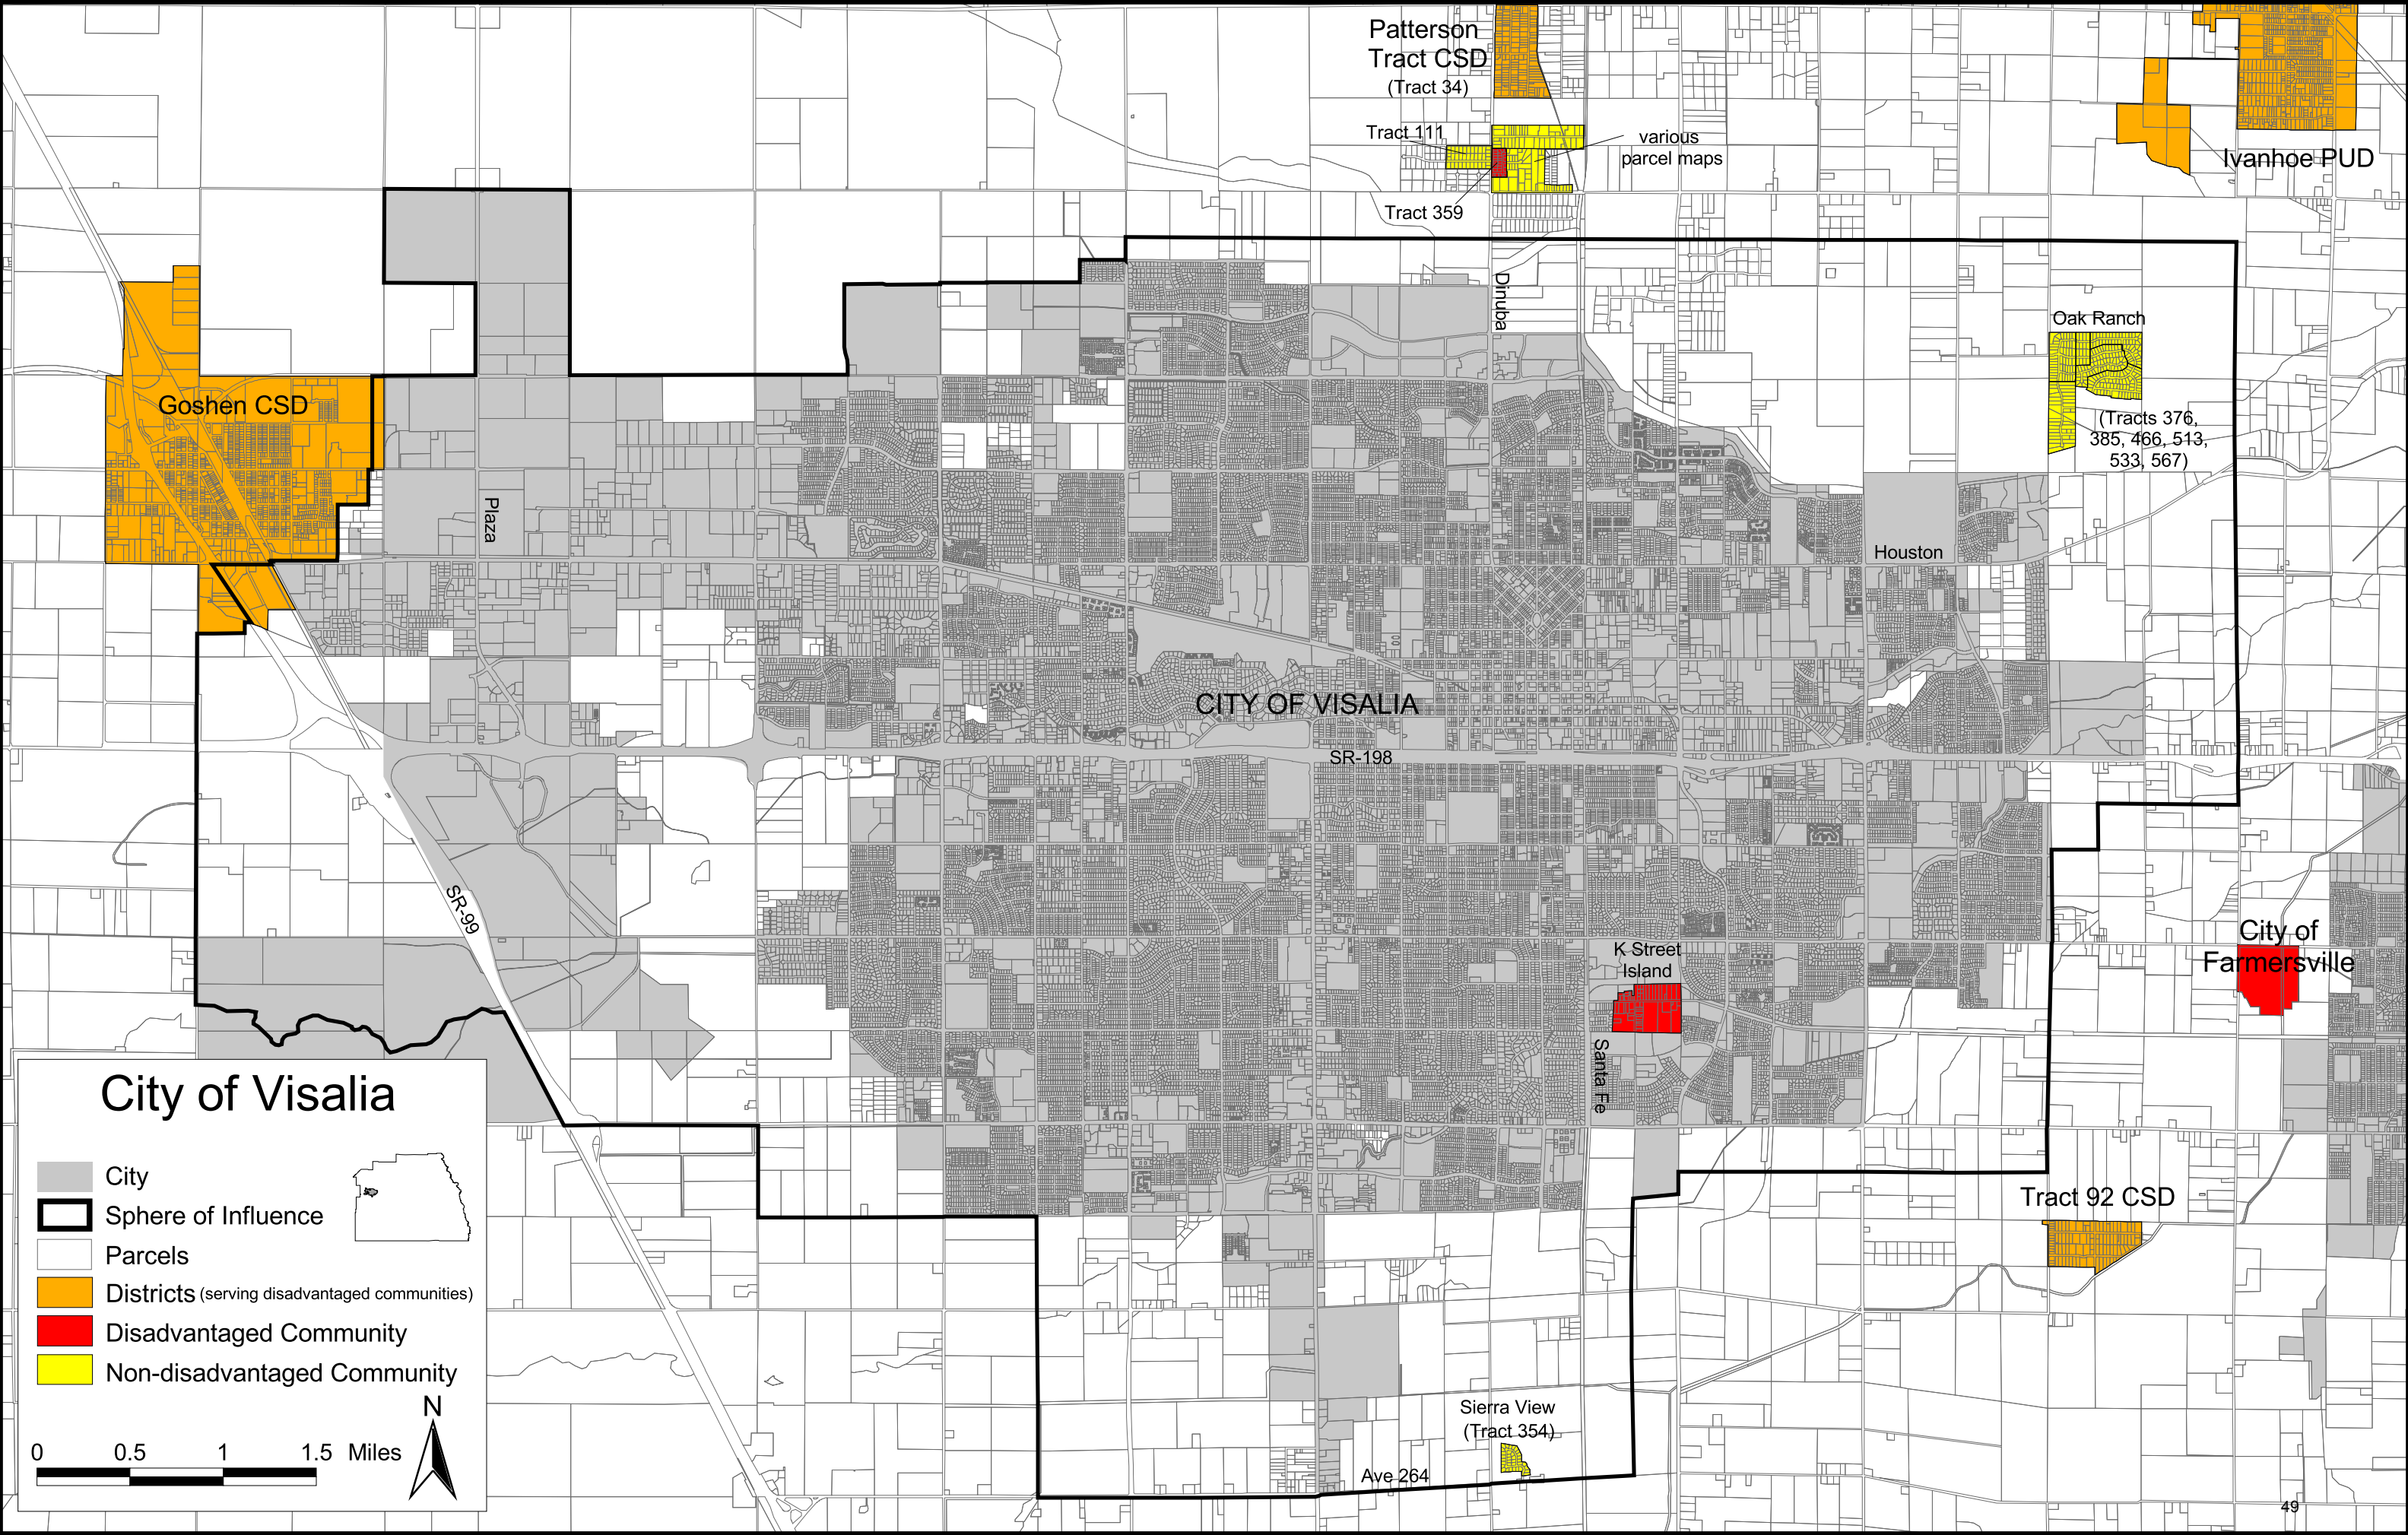 Patterson
Tract CSD
(Tract 34)
Tract 111
various
parcel maps
Tract 359
Ivanhoe PUD
Dinuba
Oak Ranch
(Tracts 376,
385, 466, 513,
533, 567)
Goshen CSD
Plaza
Houston
CITY OF VISALIA
SR-198
SR-99
K Street
Island
City of
Farmersville
Santa Fe
Tract 92 CSD
Sierra View
(Tract 354)
Ave 264
City of Visalia
City
Sphere of Influence
Parcels
Districts (serving disadvantaged communities)
Disadvantaged Community
Non-disadvantaged Community
N
0 0.5 1 1.5 Miles
49